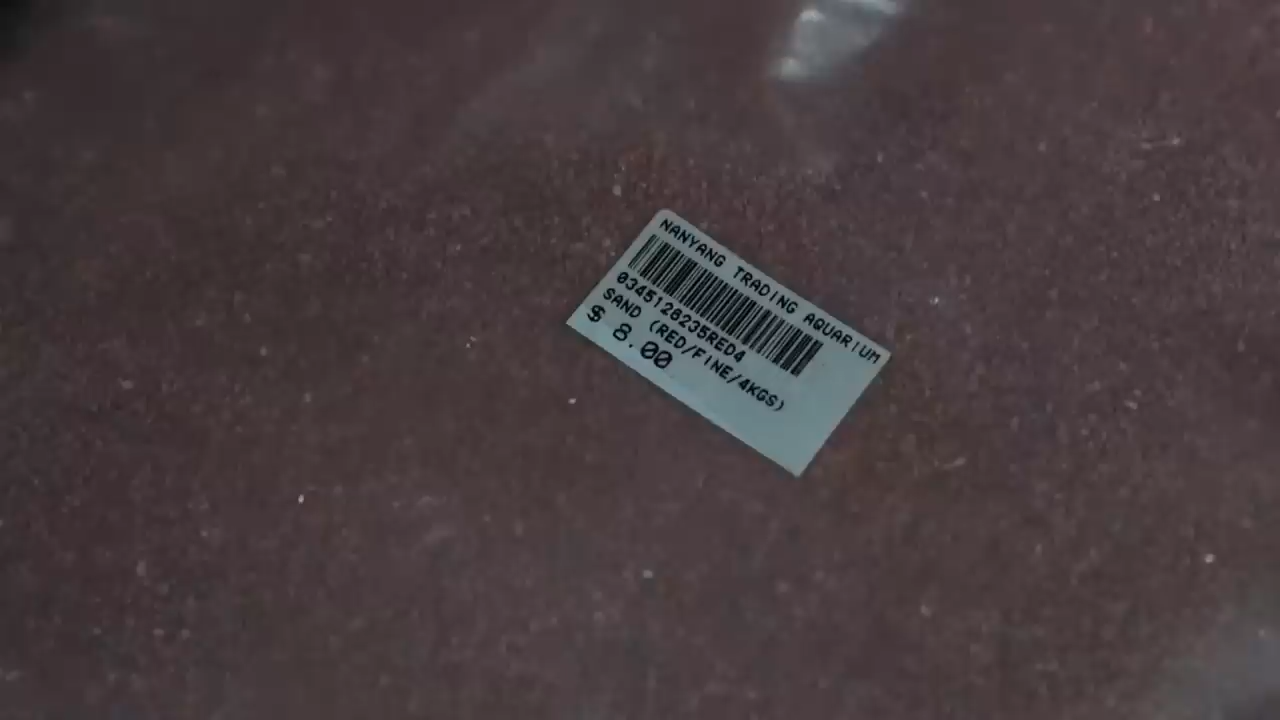 NANYANG TRADING AQUARIUM
0345126235RED4
SAND (RED/FINE/4KGS)
$ 8.00